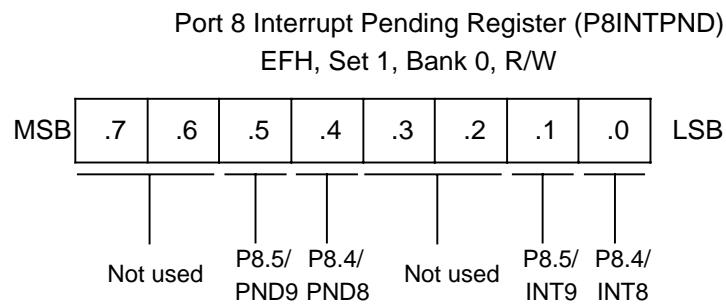 Port 8 Interrupt Pending Register (P8INTPND)
EFH, Set 1, Bank 0, R/W
MSB .7 .6 .5 .4 .3 .2 .1 .0 LSB
Not used P8.5/ P8.4/ Not used P8.5/ P8.4/
PND9 PND8 INT9 INT8